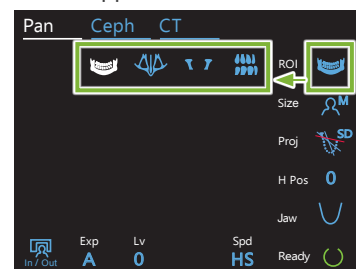 Pan Ceph CT
ROI
Size M
Proj SD
H Pos 0
Jaw
Exp Lv Spd
In / Out A 0 HS Ready